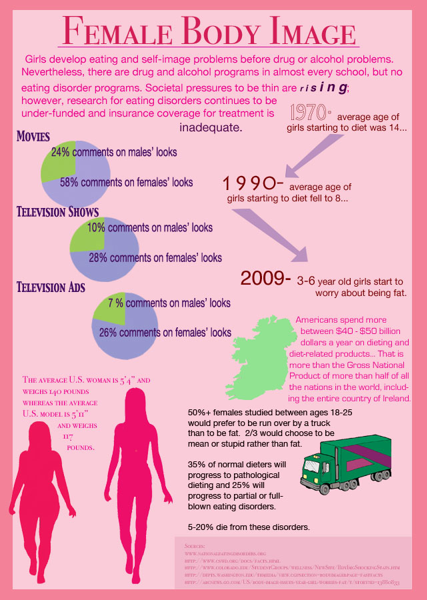 FEMALE BODY IMAGE
Girls develop eating and self-image problems before drug or alcohol problems.
Nevertheless, there are drug and alcohol programs in almost every school, but no
eating disorder programs. Societal pressures to be thin are rising;
however, research for eating disorders continues to be
under-funded and insurance coverage for treatment is
inadequate.
1970- average age of
girls starting to diet was 14...
MOVIES
24% comments on males' looks
58% comments on females' looks
1990- average age of
girls starting to diet fell to 8...
TELEVISION SHOWS
10% comments on males' looks
28% comments on females' looks
2009- 3-6 year old girls start to
worry about being fat.
TELEVISION ADS
7 % comments on males' looks
26% comments on females' looks
Americans spend more
between $40 - $50 billion
dollars a year on dieting and
diet-related products... That is
more than the Gross National
Product of more than half of all
the nations in the world, includ-
ing the entire country of Ireland.
THE AVERAGE U.S. WOMAN IS 5'4" AND
WEIGHS 140 POUNDS
WHEREAS THE AVERAGE
U.S. MODEL IS 5'11"
AND WEIGHS
117
POUNDS.
50%+ females studied between ages 18-25
would prefer to be run over by a truck
than to be fat. 2/3 would choose to be
mean or stupid rather than fat.
35% of normal dieters will
progress to pathological
dieting and 25% will
progress to partial or full-
blown eating disorders.
5-20% die from these disorders.
SOURCES: